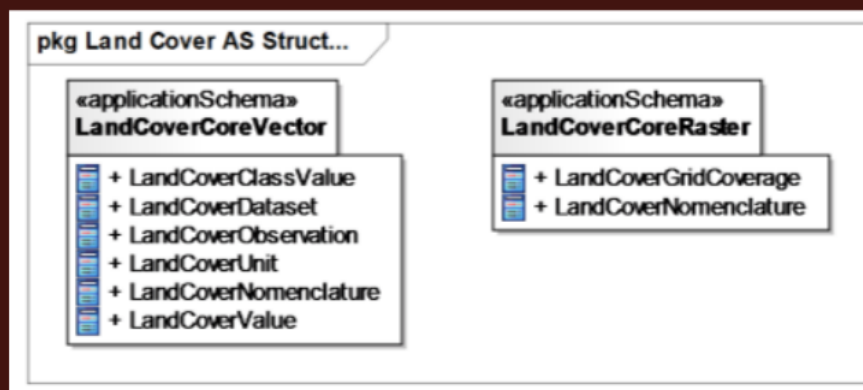 pkg Land Cover AS Struct...
«applicationSchema»
LandCoverCoreVector
+ LandCoverClassValue
+ LandCoverDataset
+ LandCoverObservation
+ LandCoverUnit
+ LandCoverNomenclature
+ LandCoverValue
«applicationSchema»
LandCoverCoreRaster
+ LandCoverGridCoverage
+ LandCoverNomenclature